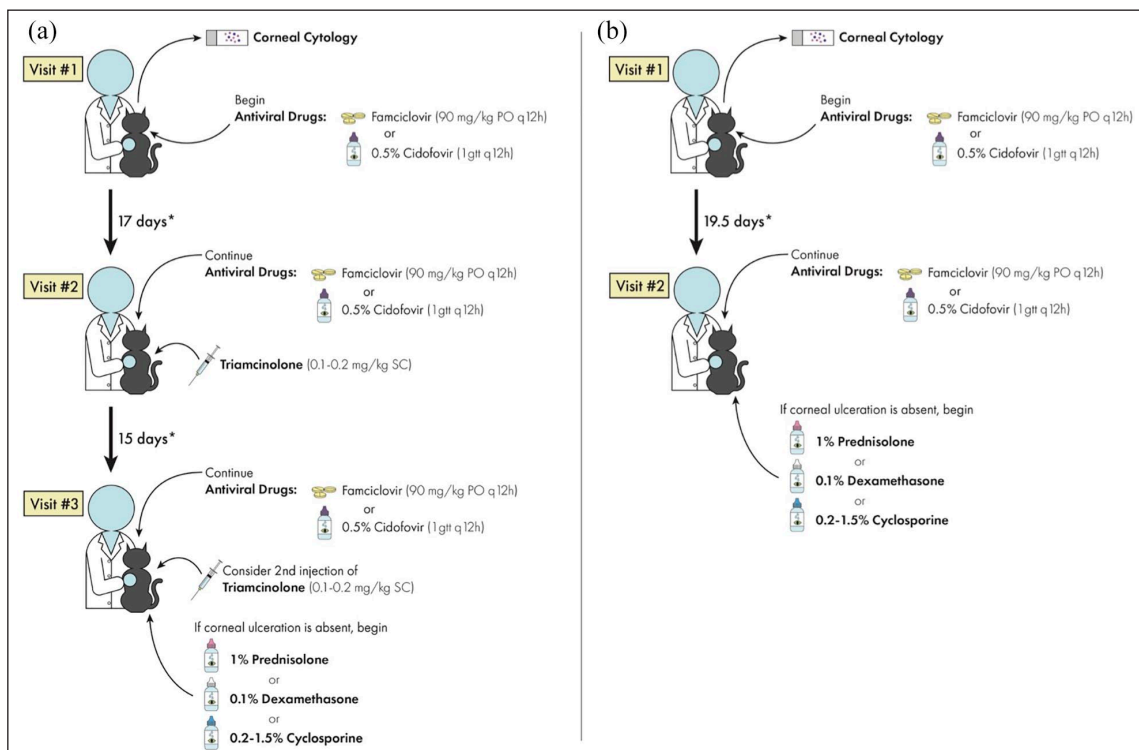 (a)
Corneal Cytology
Visit #1
Begin
Antiviral Drugs: Famciclovir (90 mg/kg PO q12h)
or
0.5% Cidofovir (1gtt q12h)
17 days*
Continue
Visit #2
Antiviral Drugs: Famciclovir (90 mg/kg PO q12h)
or
0.5% Cidofovir (1gtt q12h)
Triamcinolone (0.1-0.2 mg/kg SC)
15 days*
Continue
Visit #3
Antiviral Drugs: Famciclovir (90 mg/kg PO q12h)
or
0.5% Cidofovir (1gtt q12h)
Consider 2nd injection of
Triamcinolone (0.1-0.2 mg/kg SC)
If corneal ulceration is absent, begin
1% Prednisolone
or
0.1% Dexamethasone
or
0.2-1.5% Cyclosporine
(b)
Corneal Cytology
Visit #1
Begin
Antiviral Drugs: Famciclovir (90 mg/kg PO q12h)
or
0.5% Cidofovir (1gtt q12h)
19.5 days*
Continue
Visit #2
Antiviral Drugs: Famciclovir (90 mg/kg PO q12h)
or
0.5% Cidofovir (1gtt q12h)
If corneal ulceration is absent, begin
1% Prednisolone
or
0.1% Dexamethasone
or
0.2-1.5% Cyclosporine